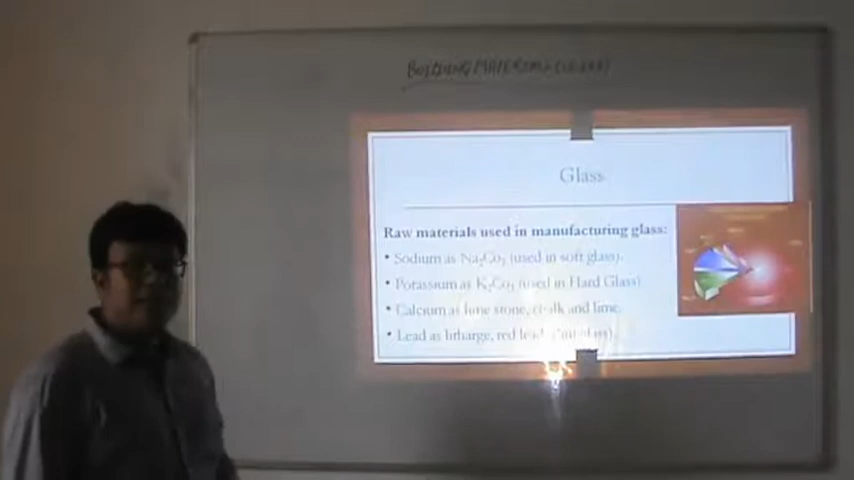 BUILDING MATERIALS
Glass
Raw materials used in manufacturing glass:
• Sodium as Na₂Co₃ (used in soft glass).
• Potassium as K₂Co₃ (used in Hard Glass)
• Calcium as lime stone, chalk and lime.
• Lead as litharge, red lead